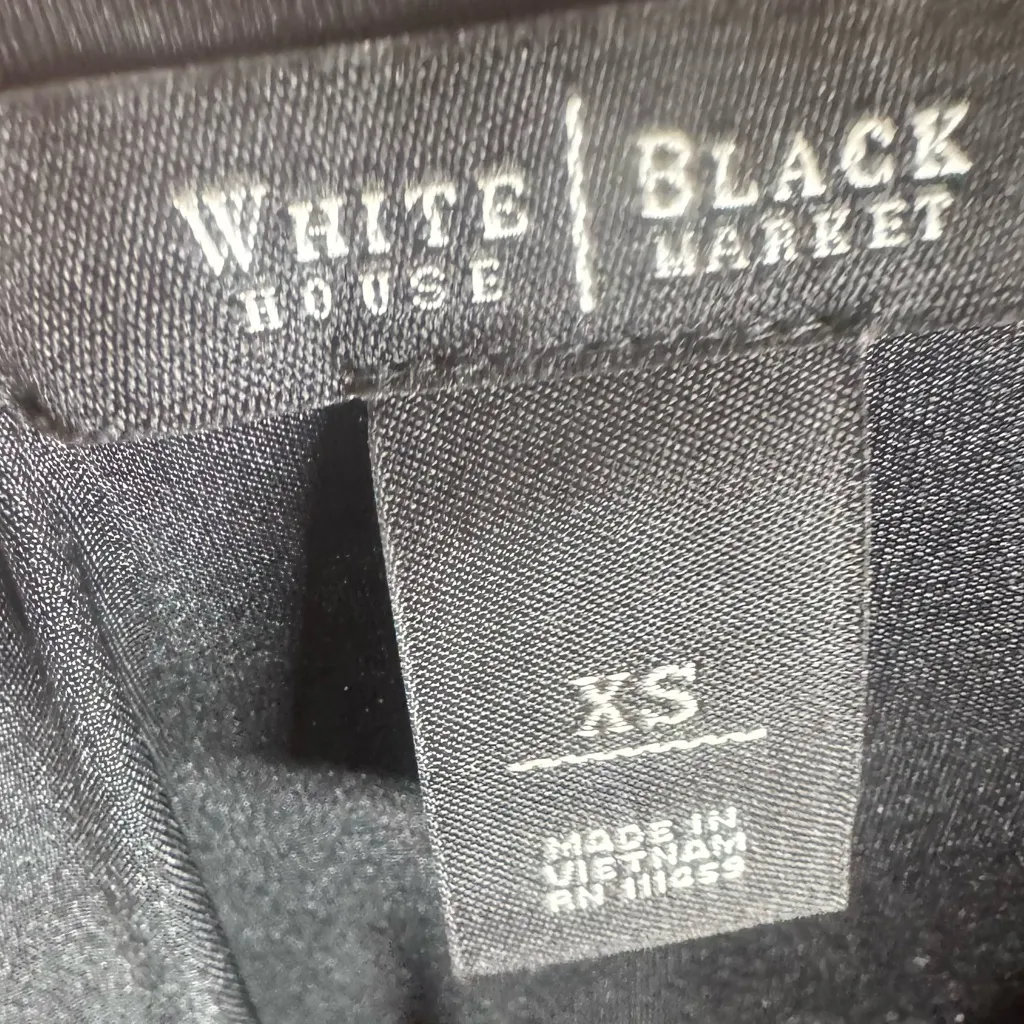 WHITE | BLACK
HOUSE | MARKET
XS
MADE IN
VIETNAM
RN 111259